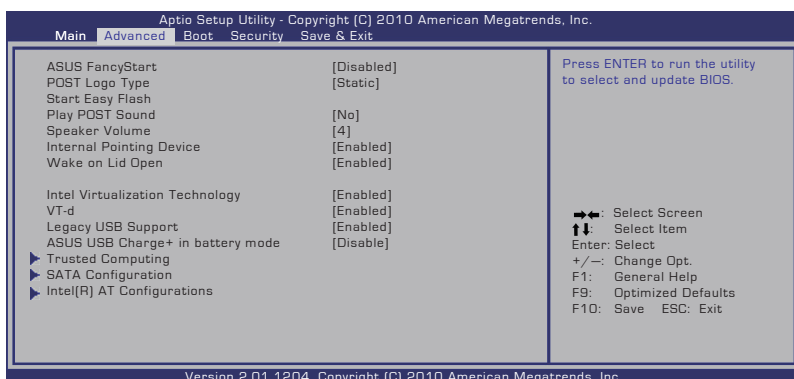 Aptio Setup Utility - Copyright (C) 2010 American Megatrends, Inc.
Main Advanced Boot Security Save & Exit
ASUS FancyStart [Disabled]
POST Logo Type [Static]
Start Easy Flash
Play POST Sound [No]
Speaker Volume [4]
Internal Pointing Device [Enabled]
Wake on Lid Open [Enabled]
Intel Virtualization Technology [Enabled]
VT-d [Enabled]
Legacy USB Support [Enabled]
ASUS USB Charge+ in battery mode [Disable]
Trusted Computing
SATA Configuration
Intel(R) AT Configurations
Press ENTER to run the utility
to select and update BIOS.
→←: Select Screen
↑↓: Select Item
Enter: Select
+/—: Change Opt.
F1: General Help
F9: Optimized Defaults
F10: Save ESC: Exit
Version 2.01.1204. Copyright (C) 2010 American Megatrends, Inc.